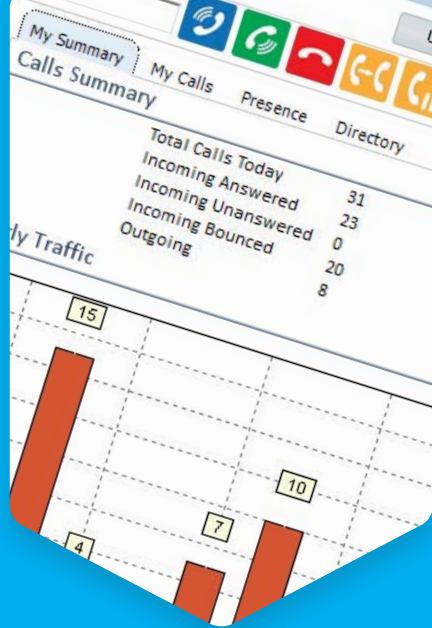 My Summary
My Calls
Presence
Directory
Calls Summary
Total Calls Today 31
Incoming Answered 23
Incoming Unanswered 0
Incoming Bounced 20
Outgoing 8
ly Traffic
15
10
7
4